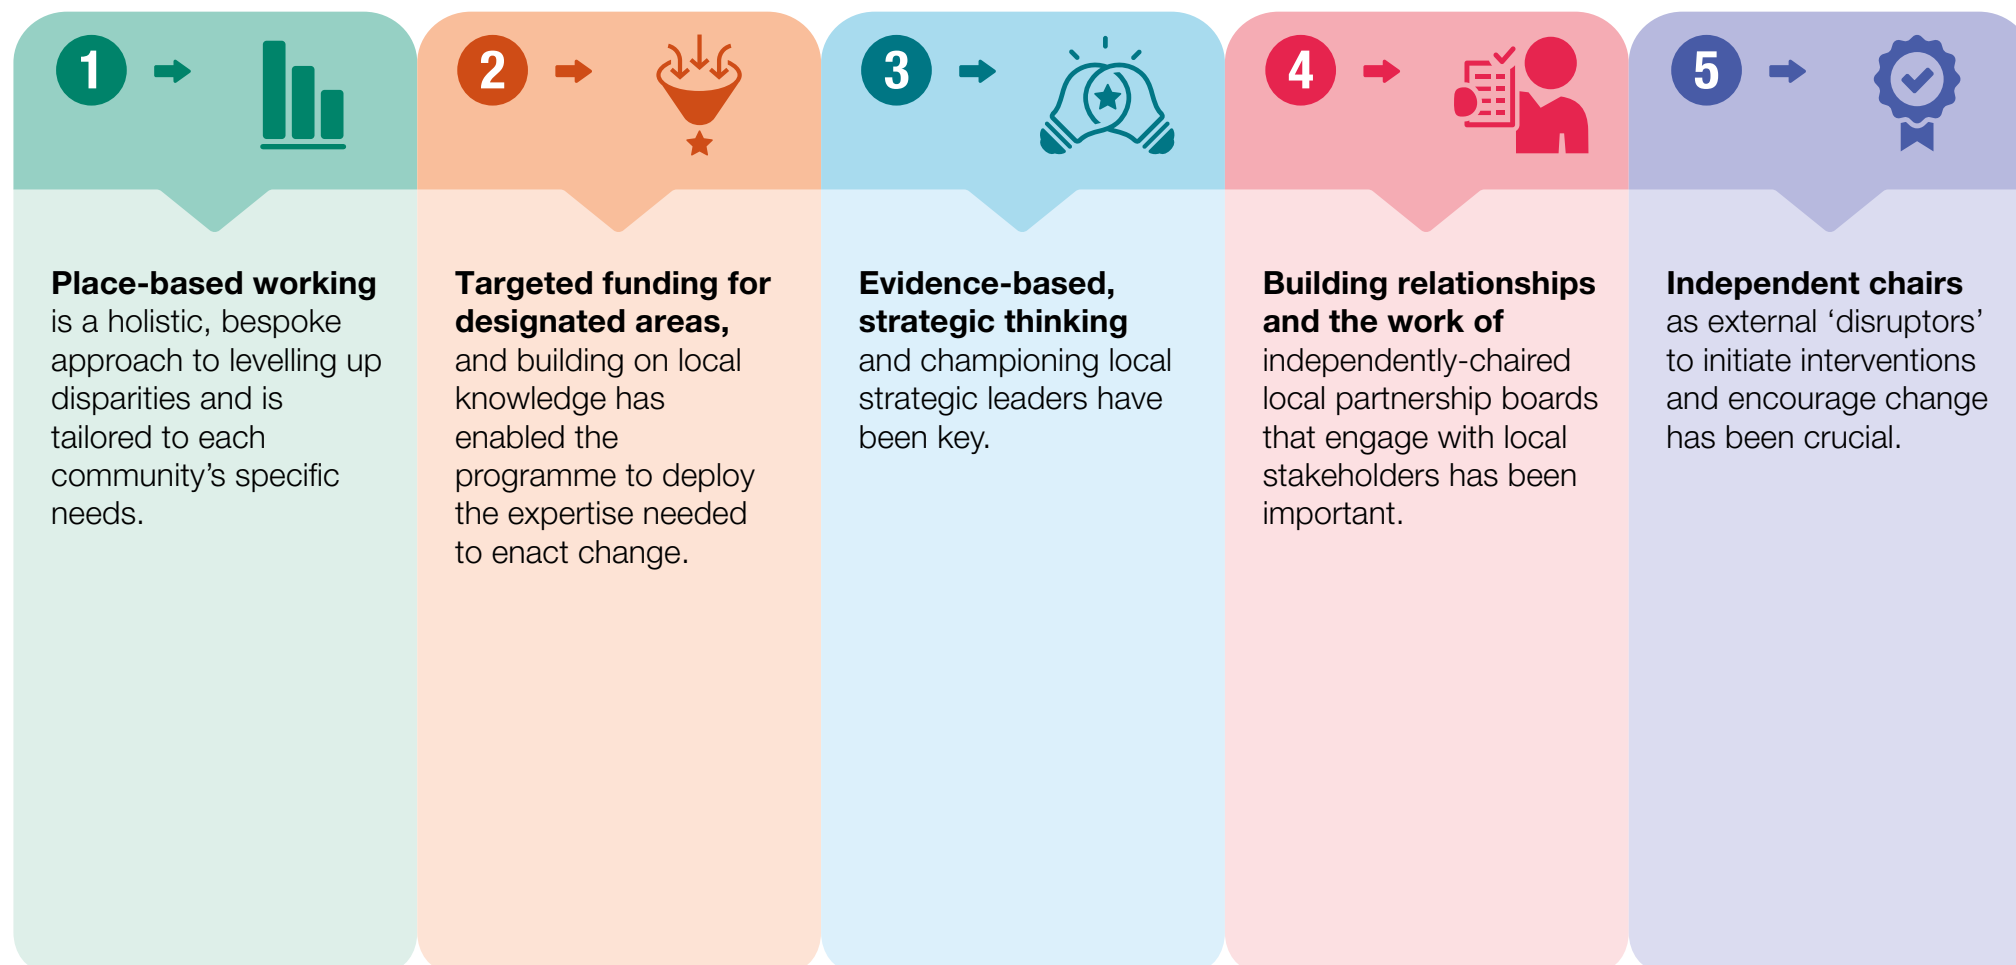 1
Place-based working
is a holistic, bespoke
approach to levelling up
disparities and is
tailored to each
community’s specific
needs.
2
Targeted funding for
designated areas,
and building on local
knowledge has
enabled the
programme to deploy
the expertise needed
to enact change.
3
Evidence-based,
strategic thinking
and championing local
strategic leaders have
been key.
4
Building relationships
and the work of
independently-chaired
local partnership boards
that engage with local
stakeholders has been
important.
5
Independent chairs
as external ‘disruptors’
to initiate interventions
and encourage change
has been crucial.